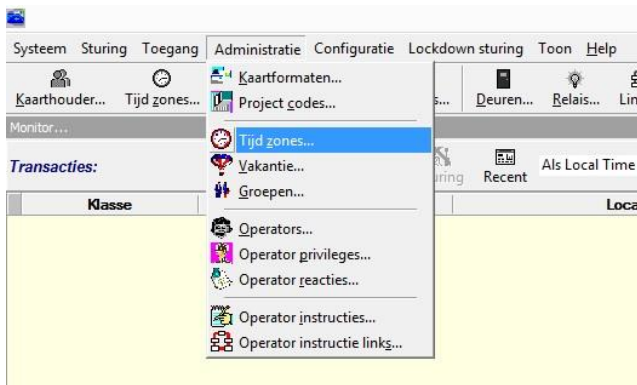 Systeem Sturing Toegang Administratie Configuratie Lockdown sturing Toon Help
Kaarthouder... Tijd zones... Deuren... Relais...
Kaartformaten...
Project codes...
Monitor...
Tijd zones...
Transacties:
Vakantie...
Recent Als Local Time
Groepen...
Klasse
Operators...
Operator privileges...
Operator reacties...
Operator instructies...
Operator instructie links...